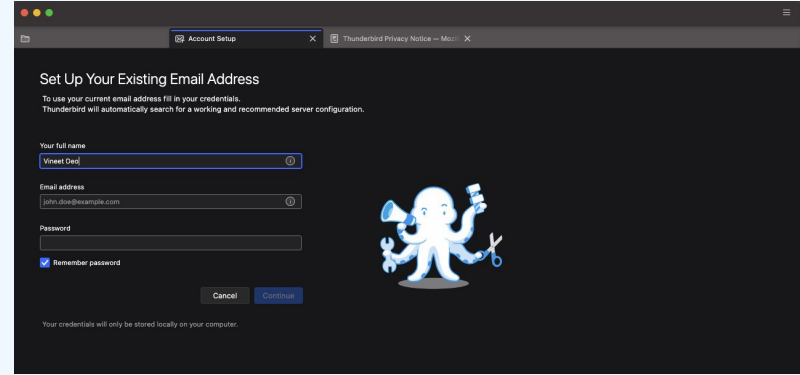 Account Setup
Thunderbird Privacy Notice — Mozil
Set Up Your Existing Email Address
To use your current email address fill in your credentials.
Thunderbird will automatically search for a working and recommended server configuration.
Your full name
Vineet Deo
Email address
john.doe@example.com
Password
Remember password
Cancel Continue
Your credentials will only be stored locally on your computer.